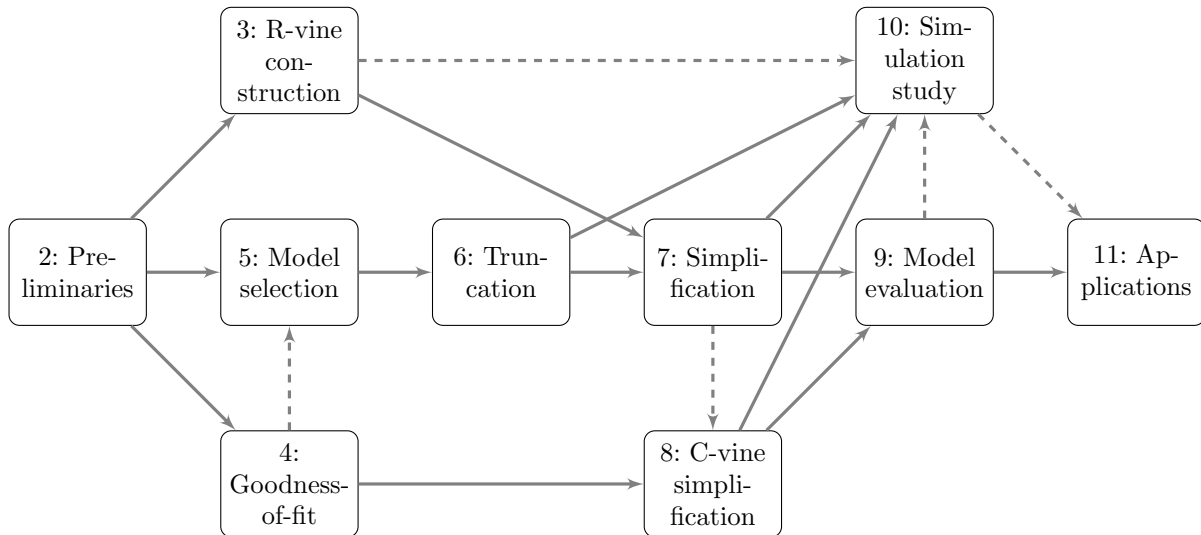 3: R-vine
con-
struction
10: Sim-
ulation
study
2: Pre-
liminaries
5: Model
selection
6: Trun-
cation
7: Simpli-
fication
9: Model
evaluation
11: Ap-
plications
4:
Goodness-
of-fit
8: C-vine
simpli-
fication